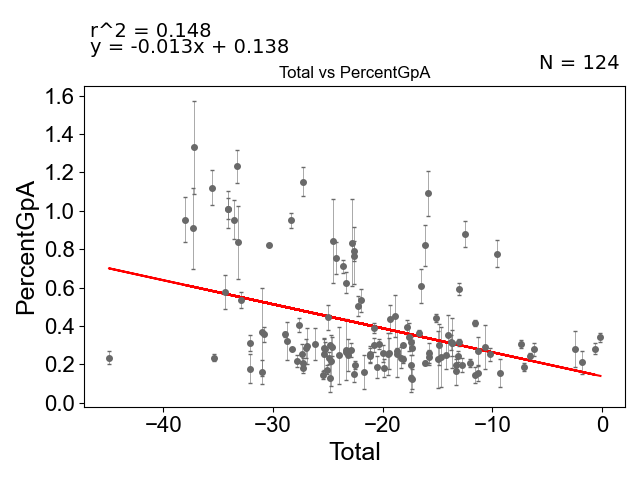 r^2 = 0.148
y = -0.013x + 0.138
N = 124
Total vs PercentGpA
1.6
1.4
1.2
1.0
0.8
0.6
0.4
0.2
0.0
PercentGpA
−40 −30 −20 −10 0
Total